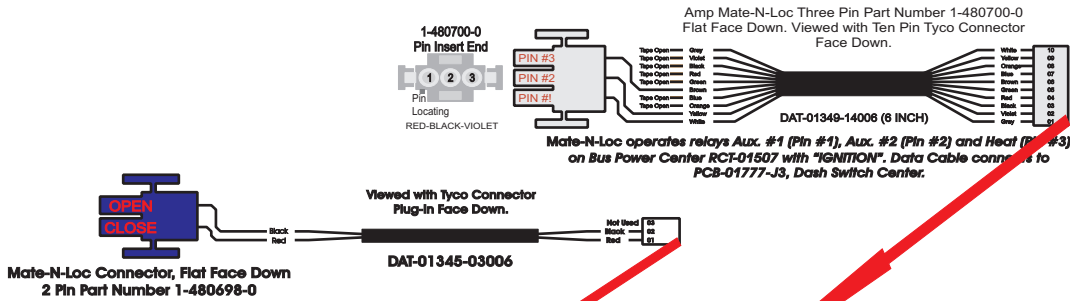 Amp Mate-N-Loc Three Pin Part Number 1-480700-0
Flat Face Down. Viewed with Ten Pin Tyco Connector
Face Down.
1-480700-0
Pin Insert End
1 2 3
Pin
Locating
RED-BLACK-VIOLET
PIN #3
PIN #2
PIN #!
Tape Open Grey
Tape Open Violet
Tape Open Black
Tape Open Red
Tape Open Green
Tape Open Brown
Tape Open Blue
Tape Open Orange
Yellow
White
White 10
Yellow 09
Orange 08
Blue 07
Brown 06
Green 05
Red 04
Black 03
Violet 02
Gray 01
DAT-01349-14006 (6 INCH)
Mate-N-Loc operates relays Aux. #1 (Pin #1), Aux. #2 (Pin #2) and Heat (Pin #3)
on Bus Power Center RCT-01507 with "IGNITION". Data Cable connects to
PCB-01777-J3, Dash Switch Center.
OPEN
CLOSE
Black
Red
Viewed with Tyco Connector
Plug-in Face Down.
Not Used 03
Black 02
Red 01
DAT-01345-03006
Mate-N-Loc Connector, Flat Face Down
2 Pin Part Number 1-480698-0